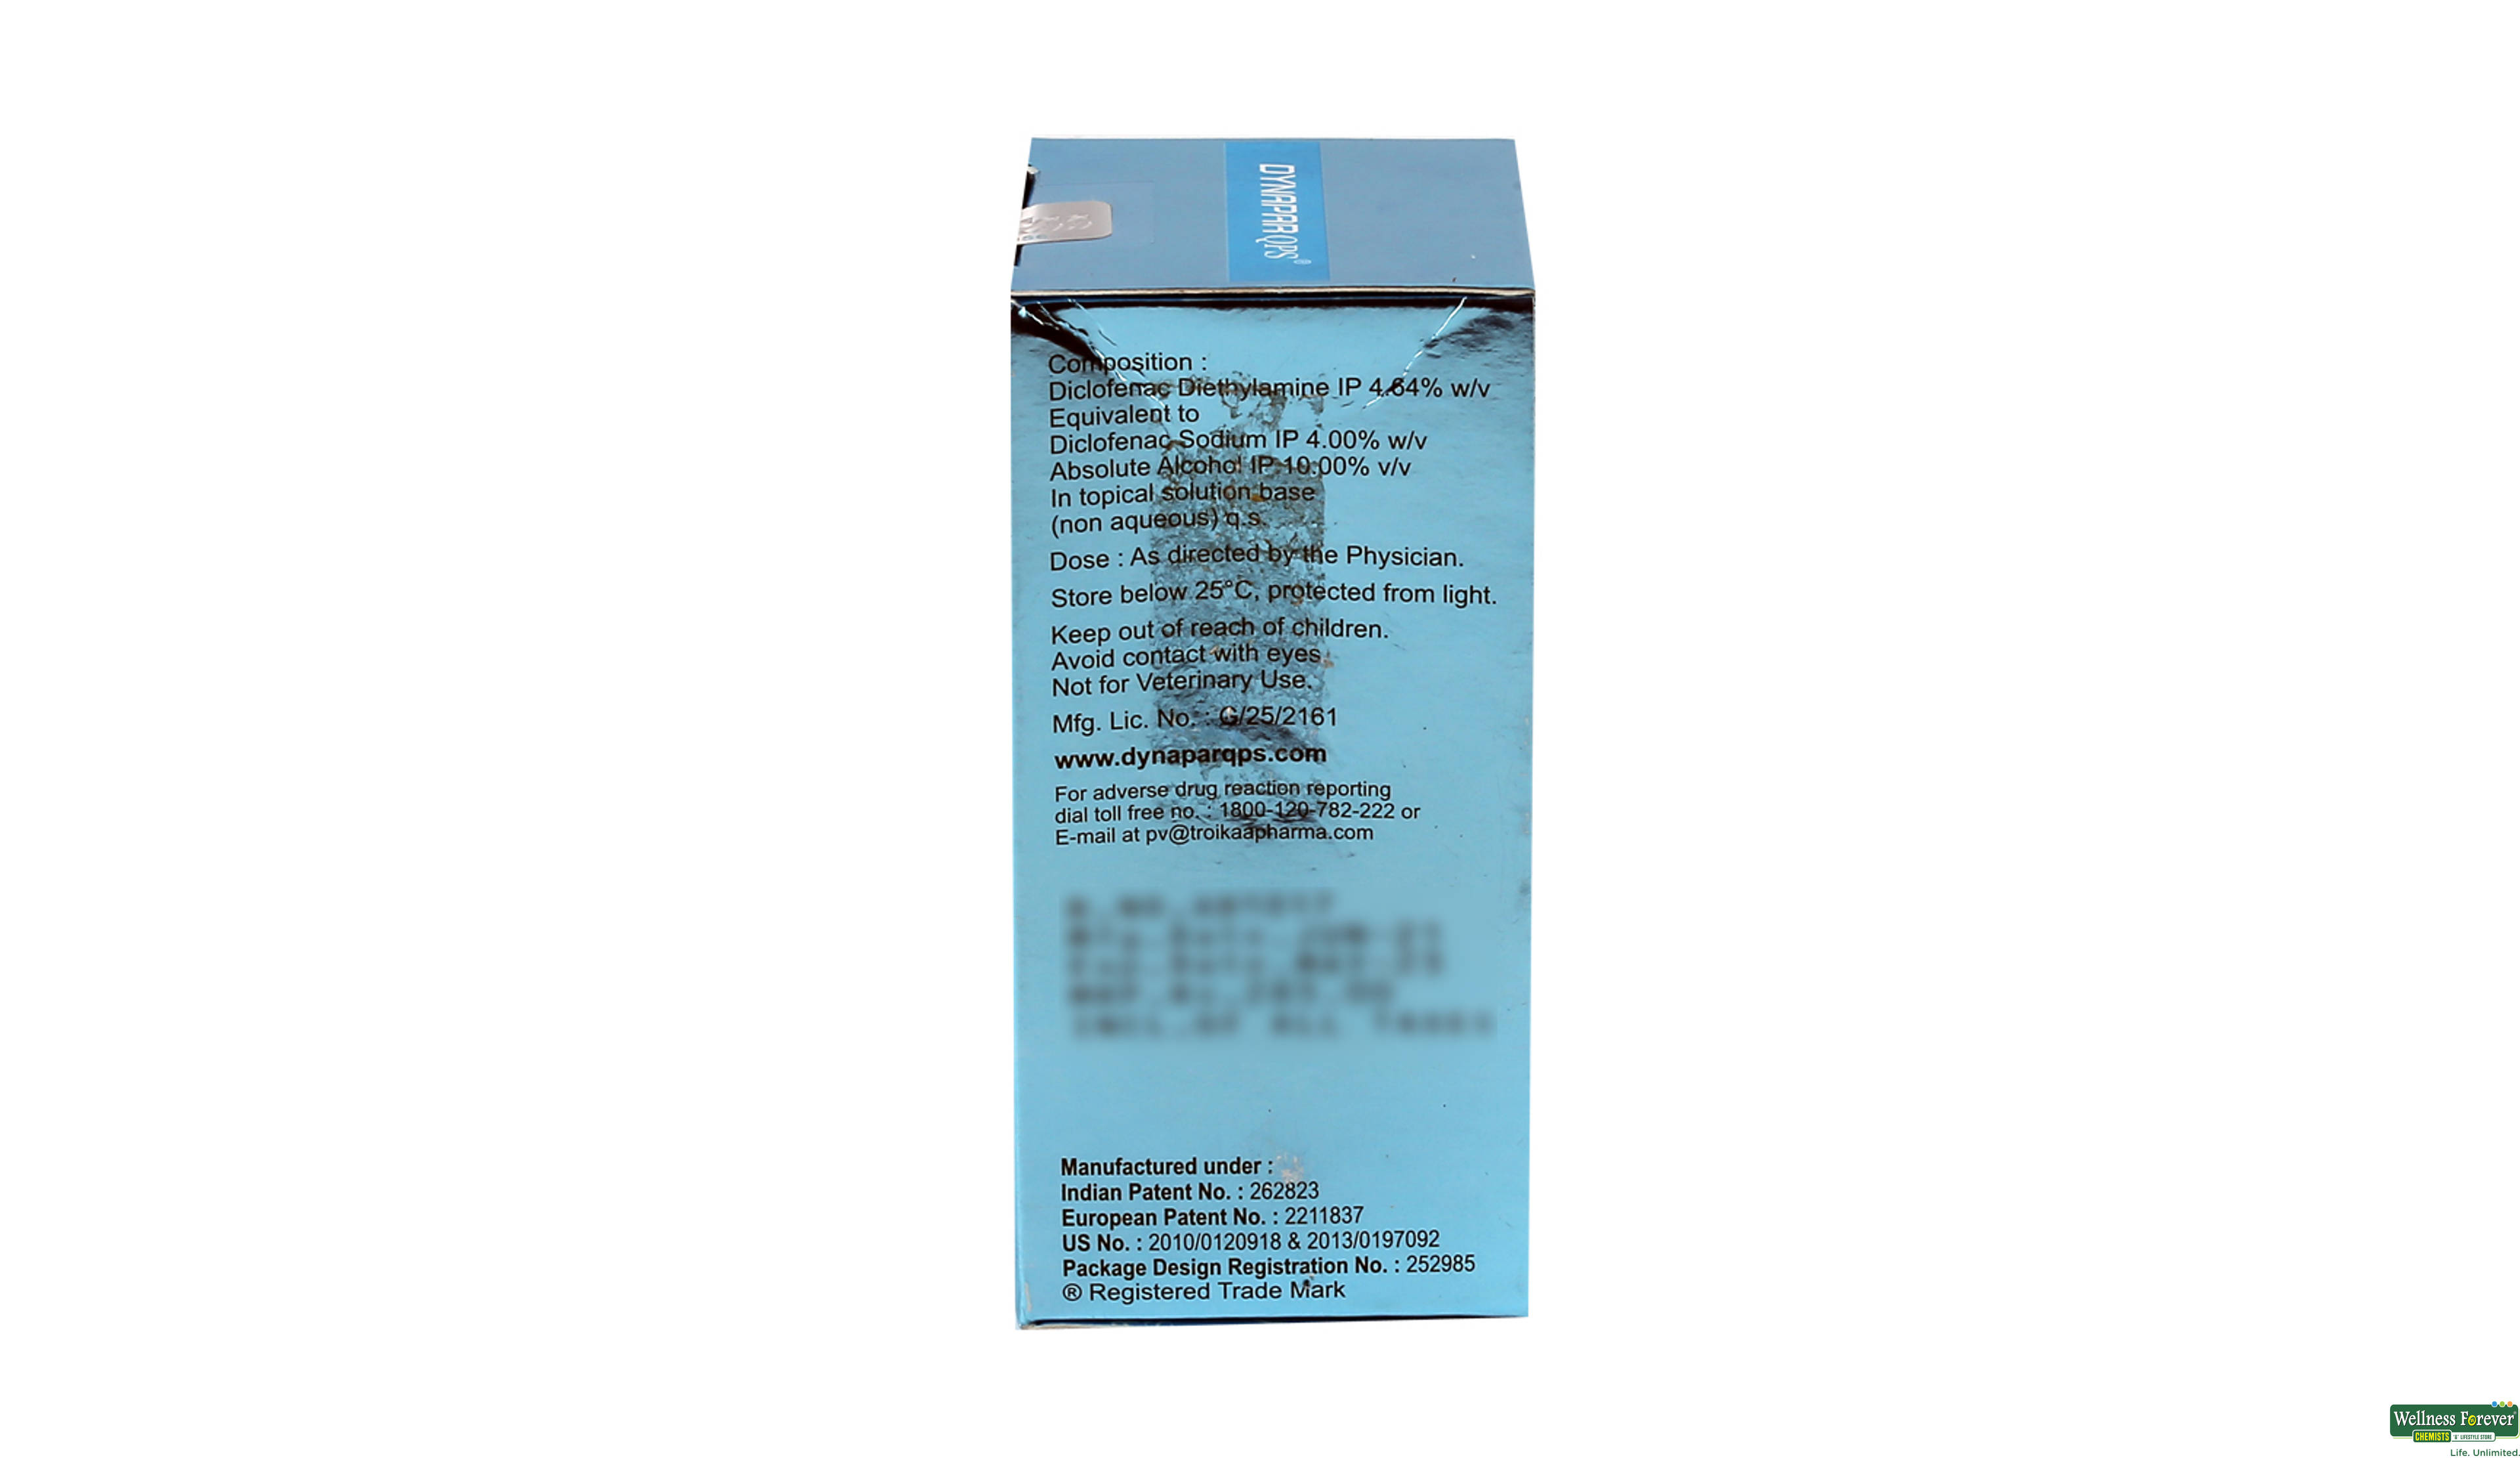 DYNAPARQPS®
Composition :
Diclofenac Diethylamine IP 4.64% w/v
Equivalent to
Diclofenac Sodium IP 4.00% w/v
Absolute Alcohol IP 10.00% v/v
In topical solution base
(non aqueous) q.s.
Dose : As directed by the Physician.
Store below 25°C, protected from light.
Keep out of reach of children.
Avoid contact with eyes.
Not for Veterinary Use.
Mfg. Lic. No. : G/25/2161
www.dynaparqps.com
For adverse drug reaction reporting
dial toll free no. : 1800-120-782-222 or
E-mail at pv@troikaapharma.com
Manufactured under :
Indian Patent No. : 262823
European Patent No. : 2211837
US No. : 2010/0120918 & 2013/0197092
Package Design Registration No. : 252985
® Registered Trade Mark
Wellness Forever
CHEMISTS & LIFESTYLE STORE
Life. Unlimited.